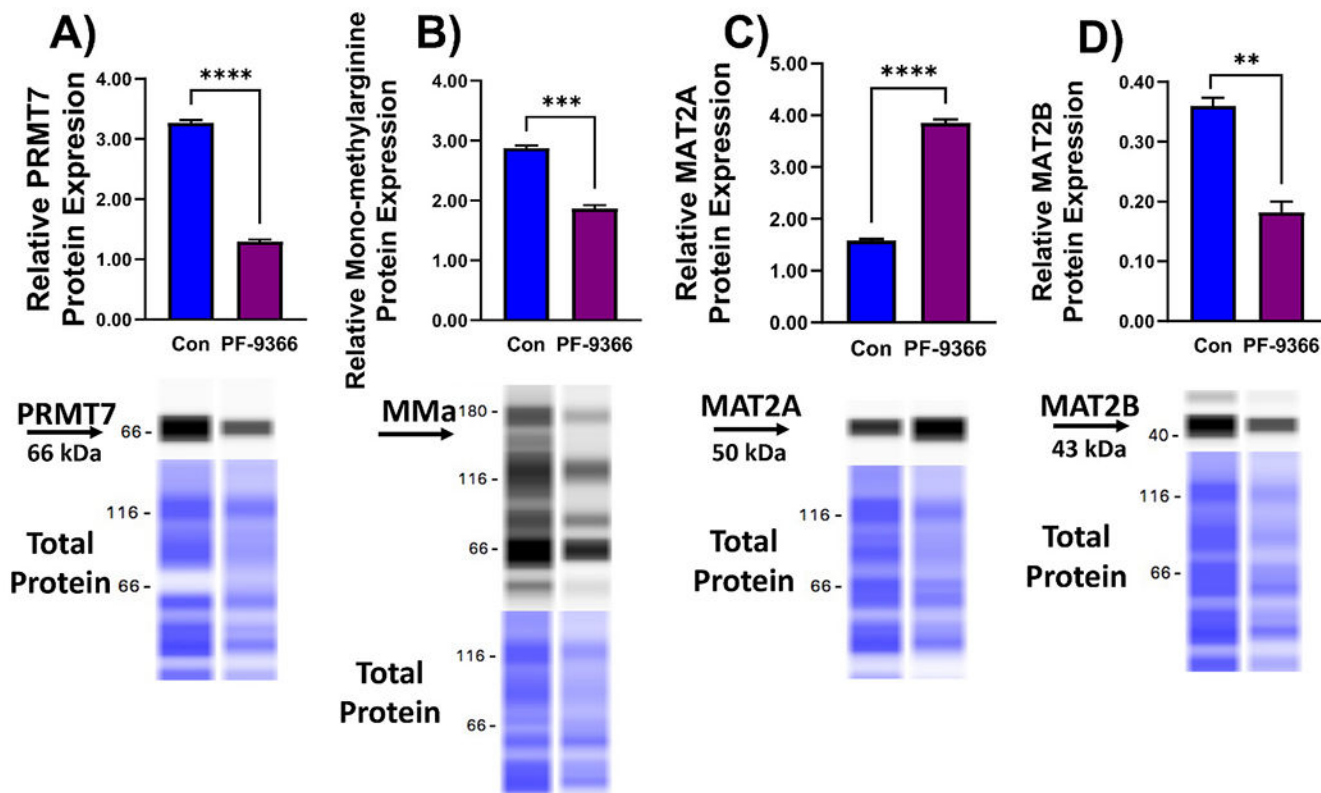 A)
Relative PRMT7
Protein Expression
4.00
3.00
2.00
1.00
0.00
****
Con PF-9366
PRMT7
66 kDa
66 -
Total
Protein
116 -
66 -
B)
Relative Mono-methylarginine
Protein Expression
4.00
3.00
2.00
1.00
0.00
***
Con PF-9366
MMa
180-
116 -
66 -
Total
Protein
116 -
66 -
C)
Relative MAT2A
Protein Expression
5.00
4.00
3.00
2.00
1.00
0.00
****
Con PF-9366
MAT2A
50 kDa
Total
Protein
116 -
66 -
D)
Relative MAT2B
Protein Expresion
0.40
0.30
0.20
0.10
0.00
**
Con PF-9366
MAT2B
43 kDa
40 -
Total
Protein
116 -
66 -